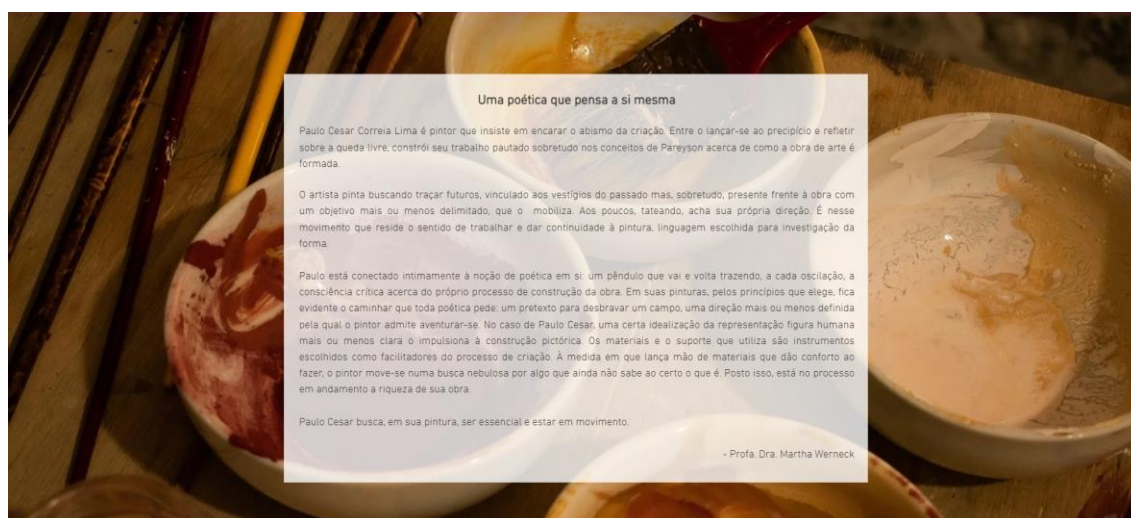 Uma poética que pensa a si mesma
Paulo Cesar Correia Lima é pintor que insiste em encarar o abismo da criação. Entre o lançar-se ao precipício e refletir
sobre a queda livre, constrói seu trabalho pautado sobretudo nos conceitos de Pareyson acerca de como a obra de arte é
formada.
O artista pinta buscando traçar futuros, vinculado aos vestígios do passado mas, sobretudo, presente frente à obra com
um objetivo mais ou menos delimitado, que o mobiliza. Aos poucos, tateando, acha sua própria direção. É nesse
movimento que reside o sentido de trabalhar e dar continuidade à pintura, linguagem escolhida para investigação da
forma.
Paulo está conectado intimamente à noção de poética em si: um pêndulo que vai e volta trazendo, a cada oscilação, a
consciência crítica acerca do próprio processo de construção da obra. Em suas pinturas, pelos princípios que elege, fica
evidente o caminhar que toda poética pede: um pretexto para desbravar um campo, uma direção mais ou menos definida
pela qual o pintor admite aventurar-se. No caso de Paulo Cesar, uma certa idealização da representação figura humana
mais ou menos clara o impulsiona à construção pictórica. Os materiais e o suporte que utiliza são instrumentos
escolhidos como facilitadores do processo de criação. À medida em que lança mão de materiais que dão conforto ao
fazer, o pintor move-se numa busca nebulosa por algo que ainda não sabe ao certo o que é. Posto isso, está no processo
em andamento a riqueza de sua obra.
Paulo Cesar busca, em sua pintura, ser essencial e estar em movimento.
- Profa. Dra. Martha Werneck